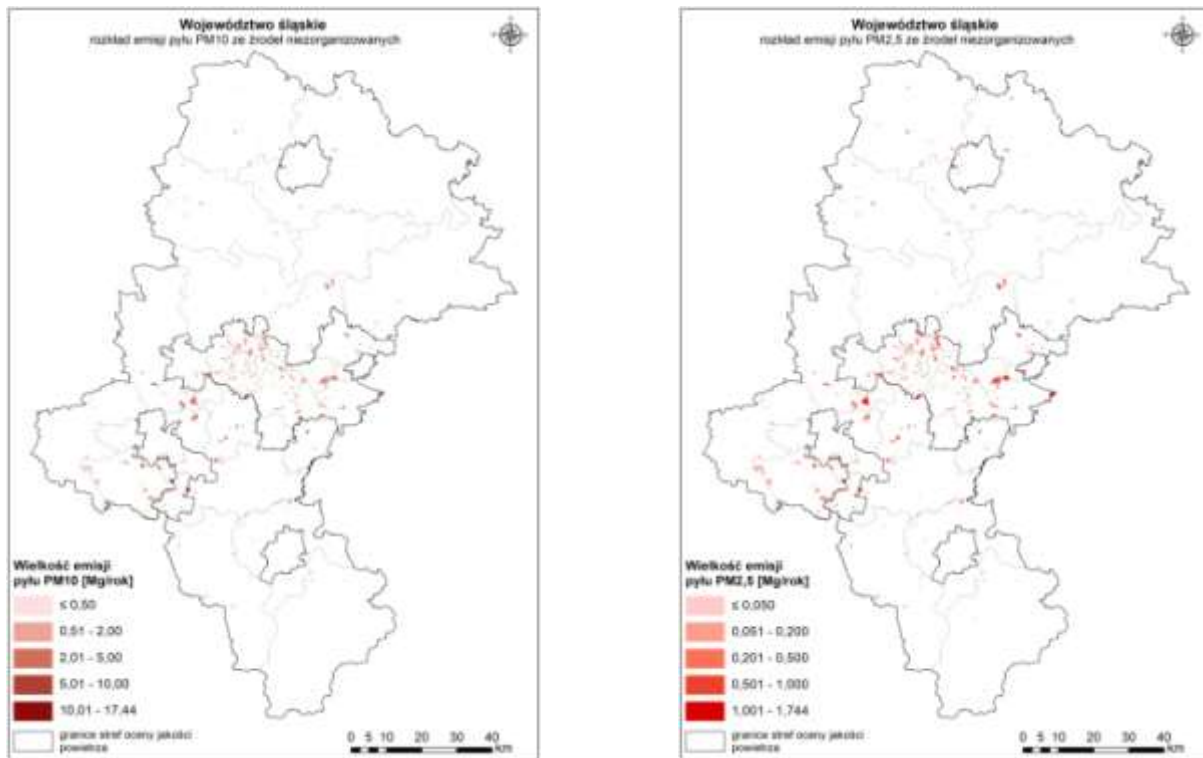 Województwo śląskie
rozkład emisji pyłu PM10 ze źrodeł niezorganizowanych
Wielkość emisji
pyłu PM10 [Mg/rok]
≤ 0,50
0,51 - 2,00
2,01 - 5,00
5,01 - 10,00
10,01 - 17,44
granice stref oceny jakości
powietrza
0 5 10 20 30 40
km
Województwo śląskie
rozkład emisji pyłu PM2,5 ze źrodeł niezorganizowanych
Wielkość emisji
pyłu PM2,5 [Mg/rok]
≤ 0,050
0,051 - 0,200
0,201 - 0,500
0,501 - 1,000
1,001 - 1,744
granice stref oceny jakości
powietrza
0 5 10 20 30 40
km